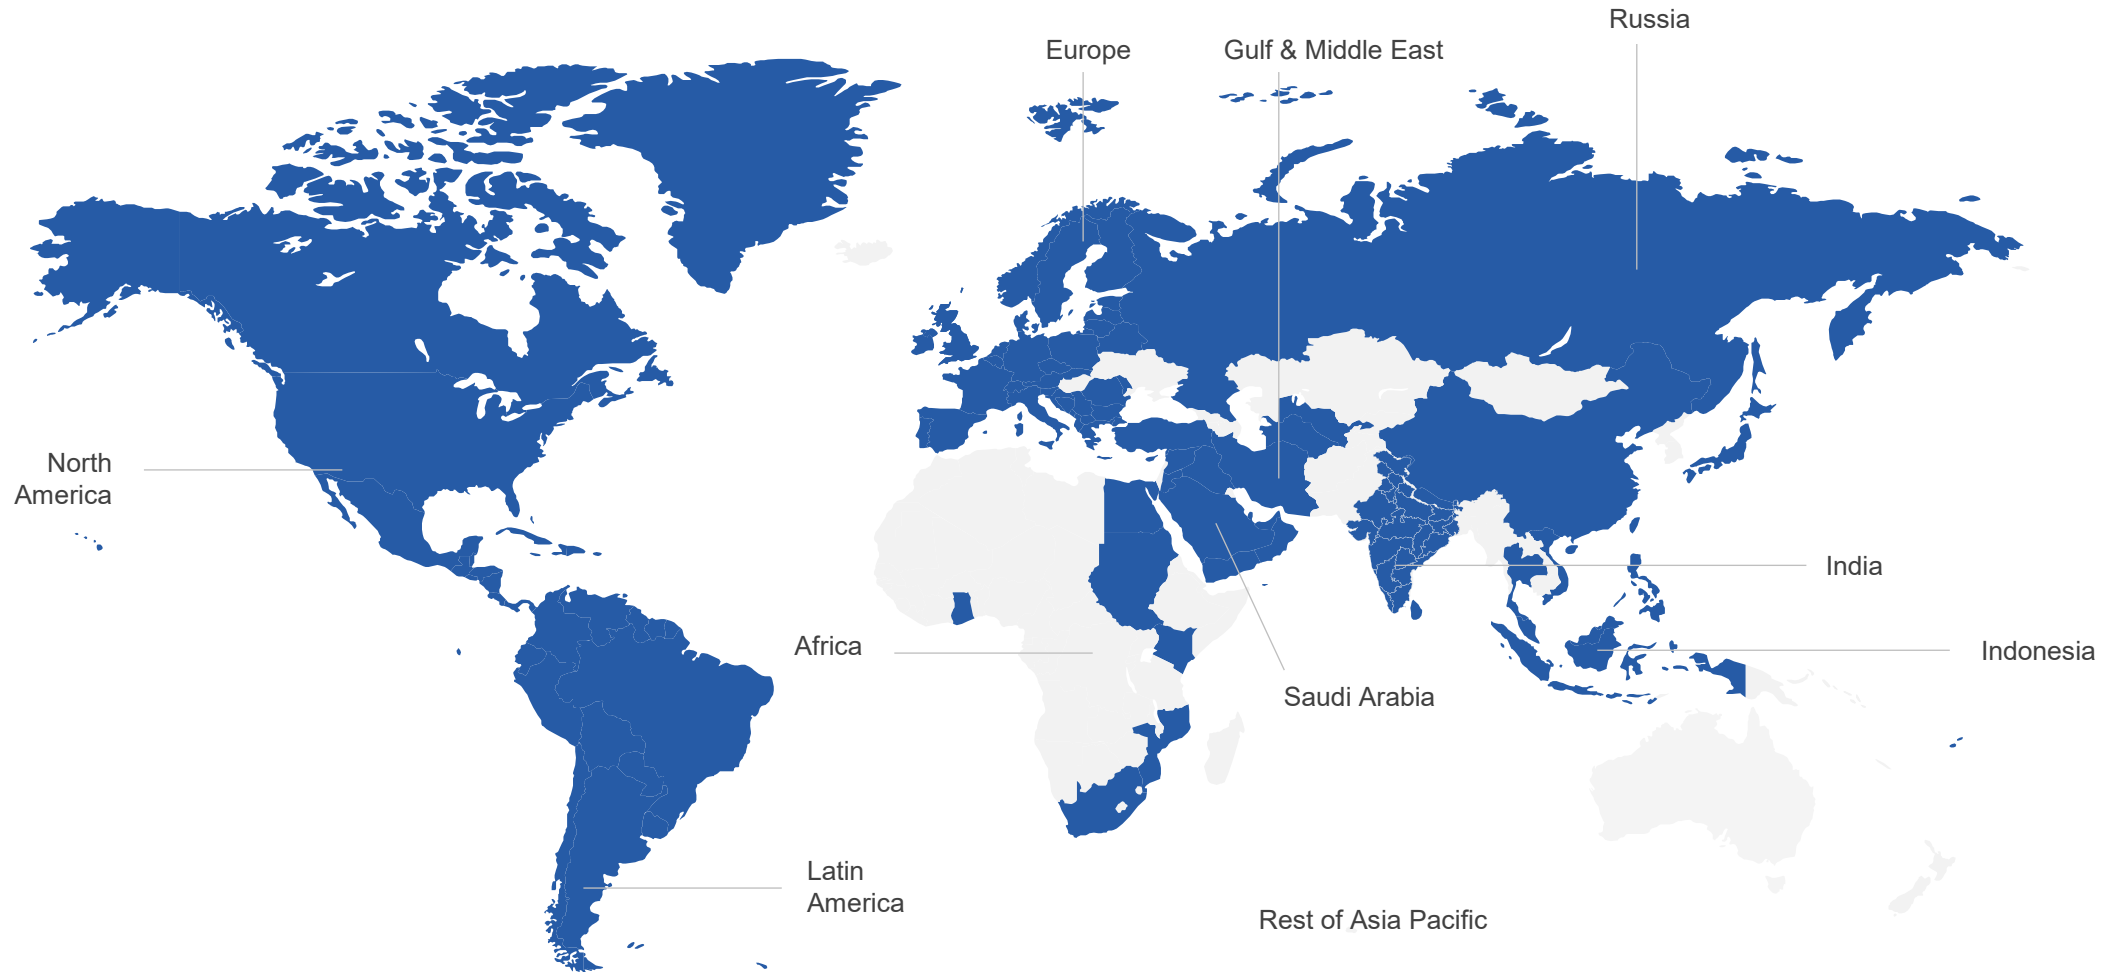 Russia
Europe
Gulf & Middle East
North
America
India
Africa
Indonesia
Saudi Arabia
Latin
America
Rest of Asia Pacific